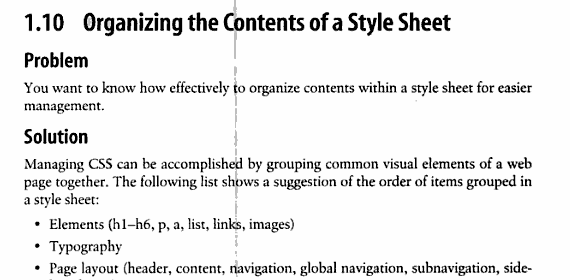 1.10 Organizing the Contents of a Style Sheet
Problem
You want to know how effectively to organize contents within a style sheet for easier
management.
Solution
Managing CSS can be accomplished by grouping common visual elements of a web
page together. The following list shows a suggestion of the order of items grouped in
a style sheet:
• Elements (h1–h6, p, a, list, links, images)
• Typography
• Page layout (header, content, navigation, global navigation, subnavigation, side-